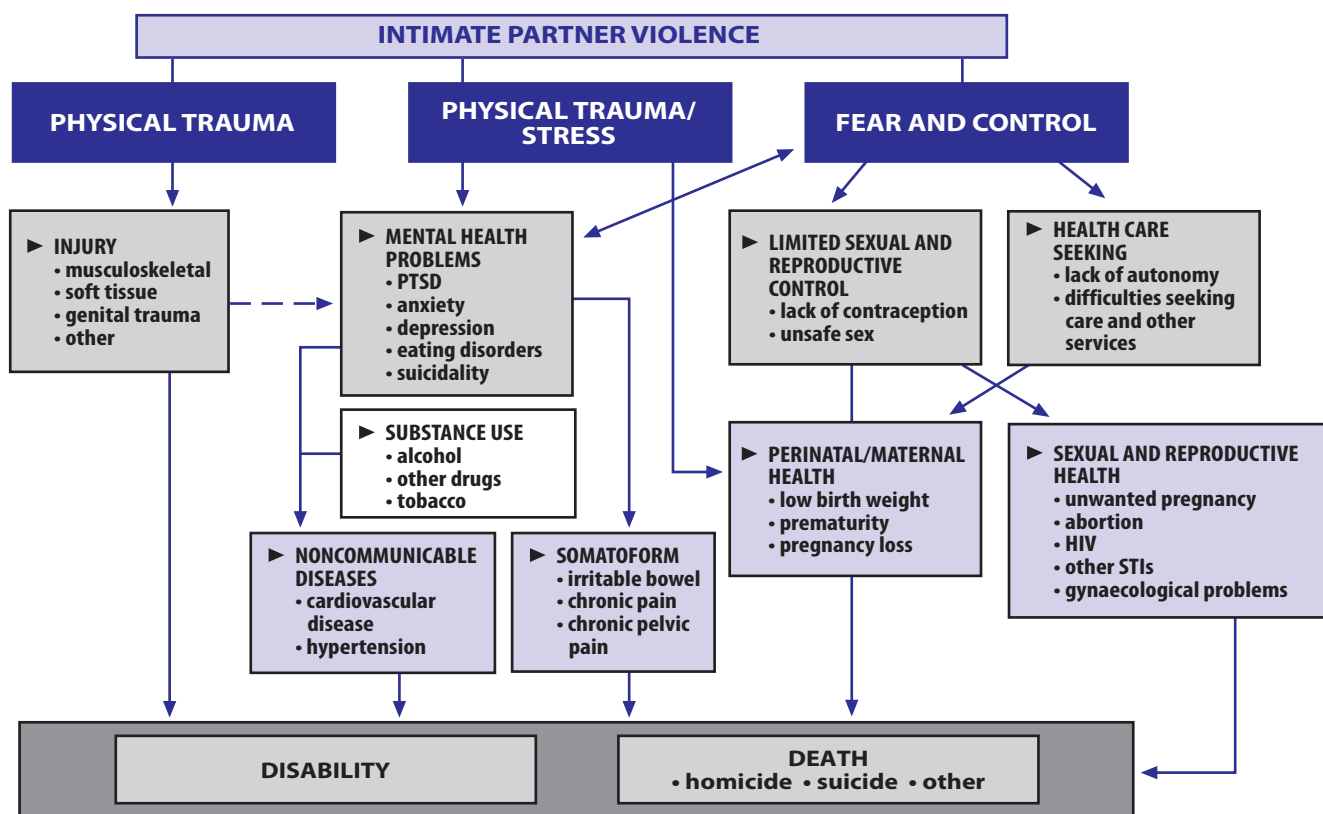 INTIMATE PARTNER VIOLENCE
PHYSICAL TRAUMA
PHYSICAL TRAUMA/
STRESS
FEAR AND CONTROL
► INJURY
• musculoskeletal
• soft tissue
• genital trauma
• other
► MENTAL HEALTH
PROBLEMS
• PTSD
• anxiety
• depression
• eating disorders
• suicidality
► LIMITED SEXUAL AND
REPRODUCTIVE
CONTROL
• lack of contraception
• unsafe sex
► HEALTH CARE
SEEKING
• lack of autonomy
• difficulties seeking
care and other
services
► SUBSTANCE USE
• alcohol
• other drugs
• tobacco
► PERINATAL/MATERNAL
HEALTH
• low birth weight
• prematurity
• pregnancy loss
► SEXUAL AND REPRODUCTIVE
HEALTH
• unwanted pregnancy
• abortion
• HIV
• other STIs
• gynaecological problems
► NONCOMMUNICABLE
DISEASES
• cardiovascular
disease
• hypertension
► SOMATOFORM
• irritable bowel
• chronic pain
• chronic pelvic
pain
DISABILITY
DEATH
• homicide • suicide • other